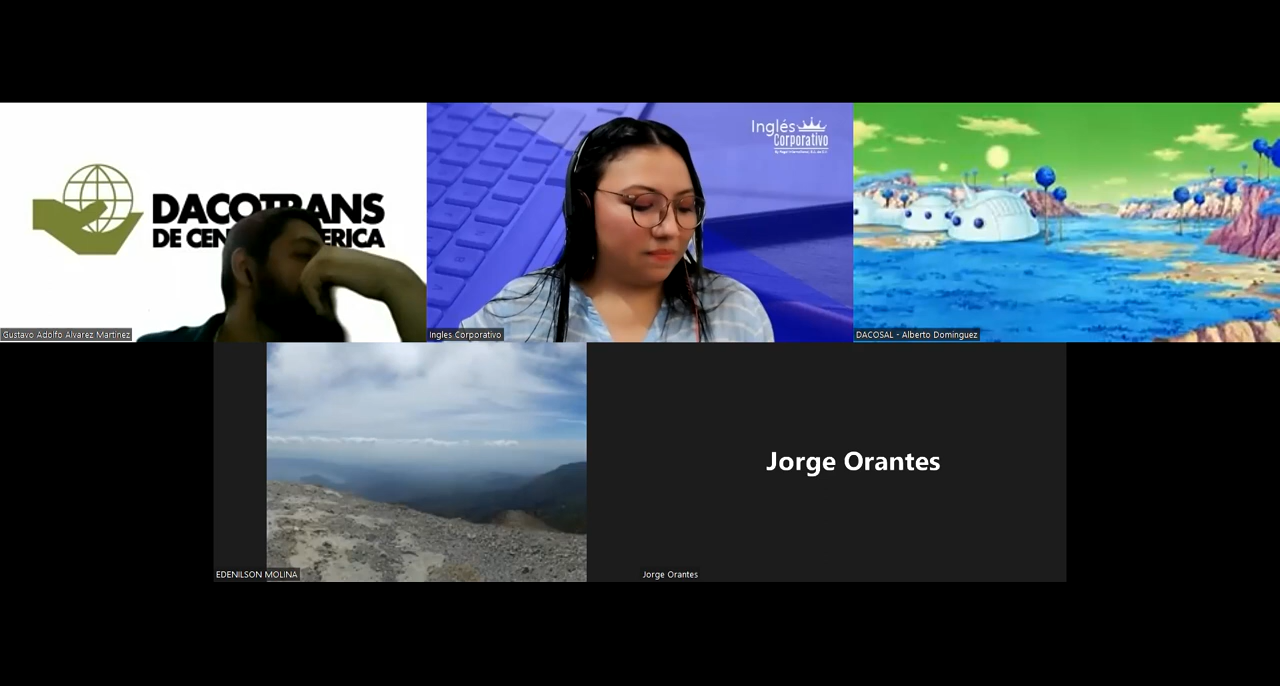 DACOTRANS
DE CEN ERICA
Gustavo Adolfo Alvarez Martinez
Inglés
Corporativo
Ingles Corporativo
DACOSAL - Alberto Domínguez
EDENILSON MOLINA
Jorge Orantes
Jorge Orantes